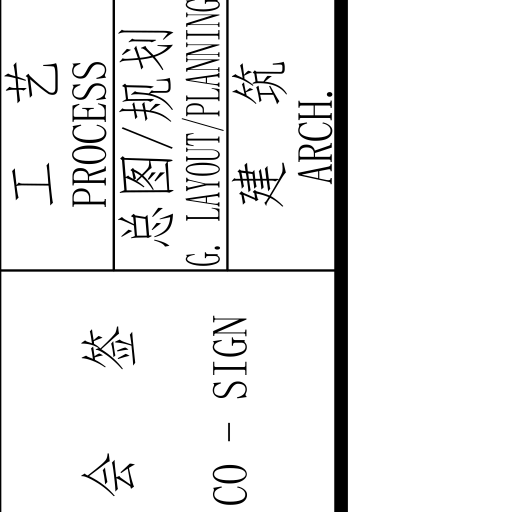 工 艺
PROCESS
总图/规划
G. LAYOUT/PLANNING
建 筑
ARCH.
会 签
CO - SIGN